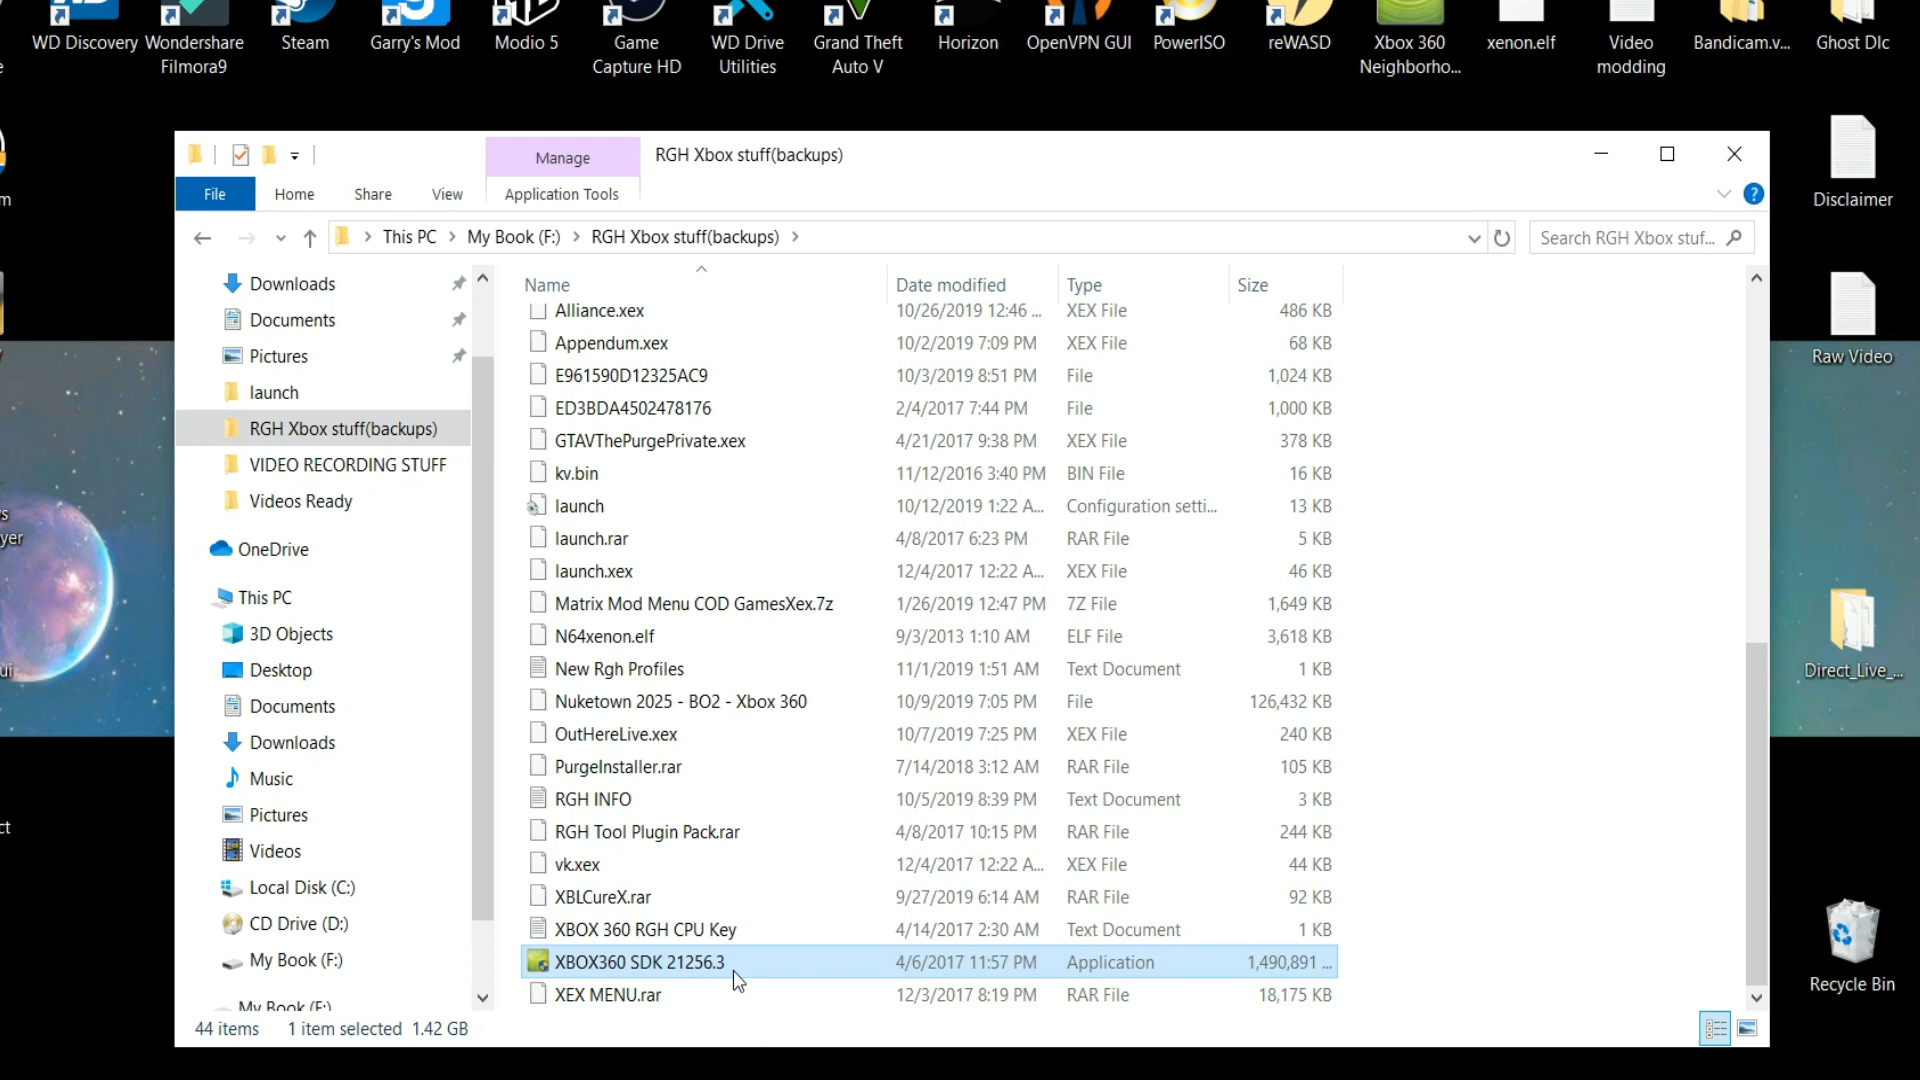 WD Discovery Wondershare Filmora9 Steam Garry's Mod Modio 5 Game Capture HD WD Drive Utilities Grand Theft Auto V Horizon OpenVPN GUI PowerISO reWASD Xbox 360 Neighborho... xenon.elf Video modding Bandicam.v... Ghost Dlc
Manage RGH Xbox stuff(backups)
File Home Share View Application Tools
This PC > My Book (F:) > RGH Xbox stuff(backups) > Search RGH Xbox stuf...
Name Date modified Type Size
Alliance.xex 10/26/2019 12:46 ... XEX File 486 KB
Appendum.xex 10/2/2019 7:09 PM XEX File 68 KB
E961590D12325AC9 10/3/2019 8:51 PM File 1,024 KB
ED3BDA4502478176 2/4/2017 7:44 PM File 1,000 KB
GTAVThePurgePrivate.xex 4/21/2017 9:38 PM XEX File 378 KB
kv.bin 11/12/2016 3:40 PM BIN File 16 KB
launch 10/12/2019 1:22 A... Configuration setti... 13 KB
launch.rar 4/8/2017 6:23 PM RAR File 5 KB
launch.xex 12/4/2017 12:22 A... XEX File 46 KB
Matrix Mod Menu COD GamesXex.7z 1/26/2019 12:47 PM 7Z File 1,649 KB
N64xenon.elf 9/3/2013 1:10 AM ELF File 3,618 KB
New Rgh Profiles 11/1/2019 1:51 AM Text Document 1 KB
Nuketown 2025 - BO2 - Xbox 360 10/9/2019 7:05 PM File 126,432 KB
OutHereLive.xex 10/7/2019 7:25 PM XEX File 240 KB
PurgeInstaller.rar 7/14/2018 3:12 AM RAR File 105 KB
RGH INFO 10/5/2019 8:39 PM Text Document 3 KB
RGH Tool Plugin Pack.rar 4/8/2017 10:15 PM RAR File 244 KB
vk.xex 12/4/2017 12:22 A... XEX File 44 KB
XBLCureX.rar 9/27/2019 6:14 AM RAR File 92 KB
XBOX 360 RGH CPU Key 4/14/2017 2:30 AM Text Document 1 KB
XBOX360 SDK 21256.3 4/6/2017 11:57 PM Application 1,490,891 ...
XEX MENU.rar 12/3/2017 8:19 PM RAR File 18,175 KB
Downloads
Documents
Pictures
launch
RGH Xbox stuff(backups)
VIDEO RECORDING STUFF
Videos Ready
OneDrive
This PC
3D Objects
Desktop
Documents
Downloads
Music
Pictures
Videos
Local Disk (C:)
CD Drive (D:)
My Book (F:)
My Book (F:)
44 items 1 item selected 1.42 GB
Disclaimer
Raw Video
Direct_Live_...
Recycle Bin